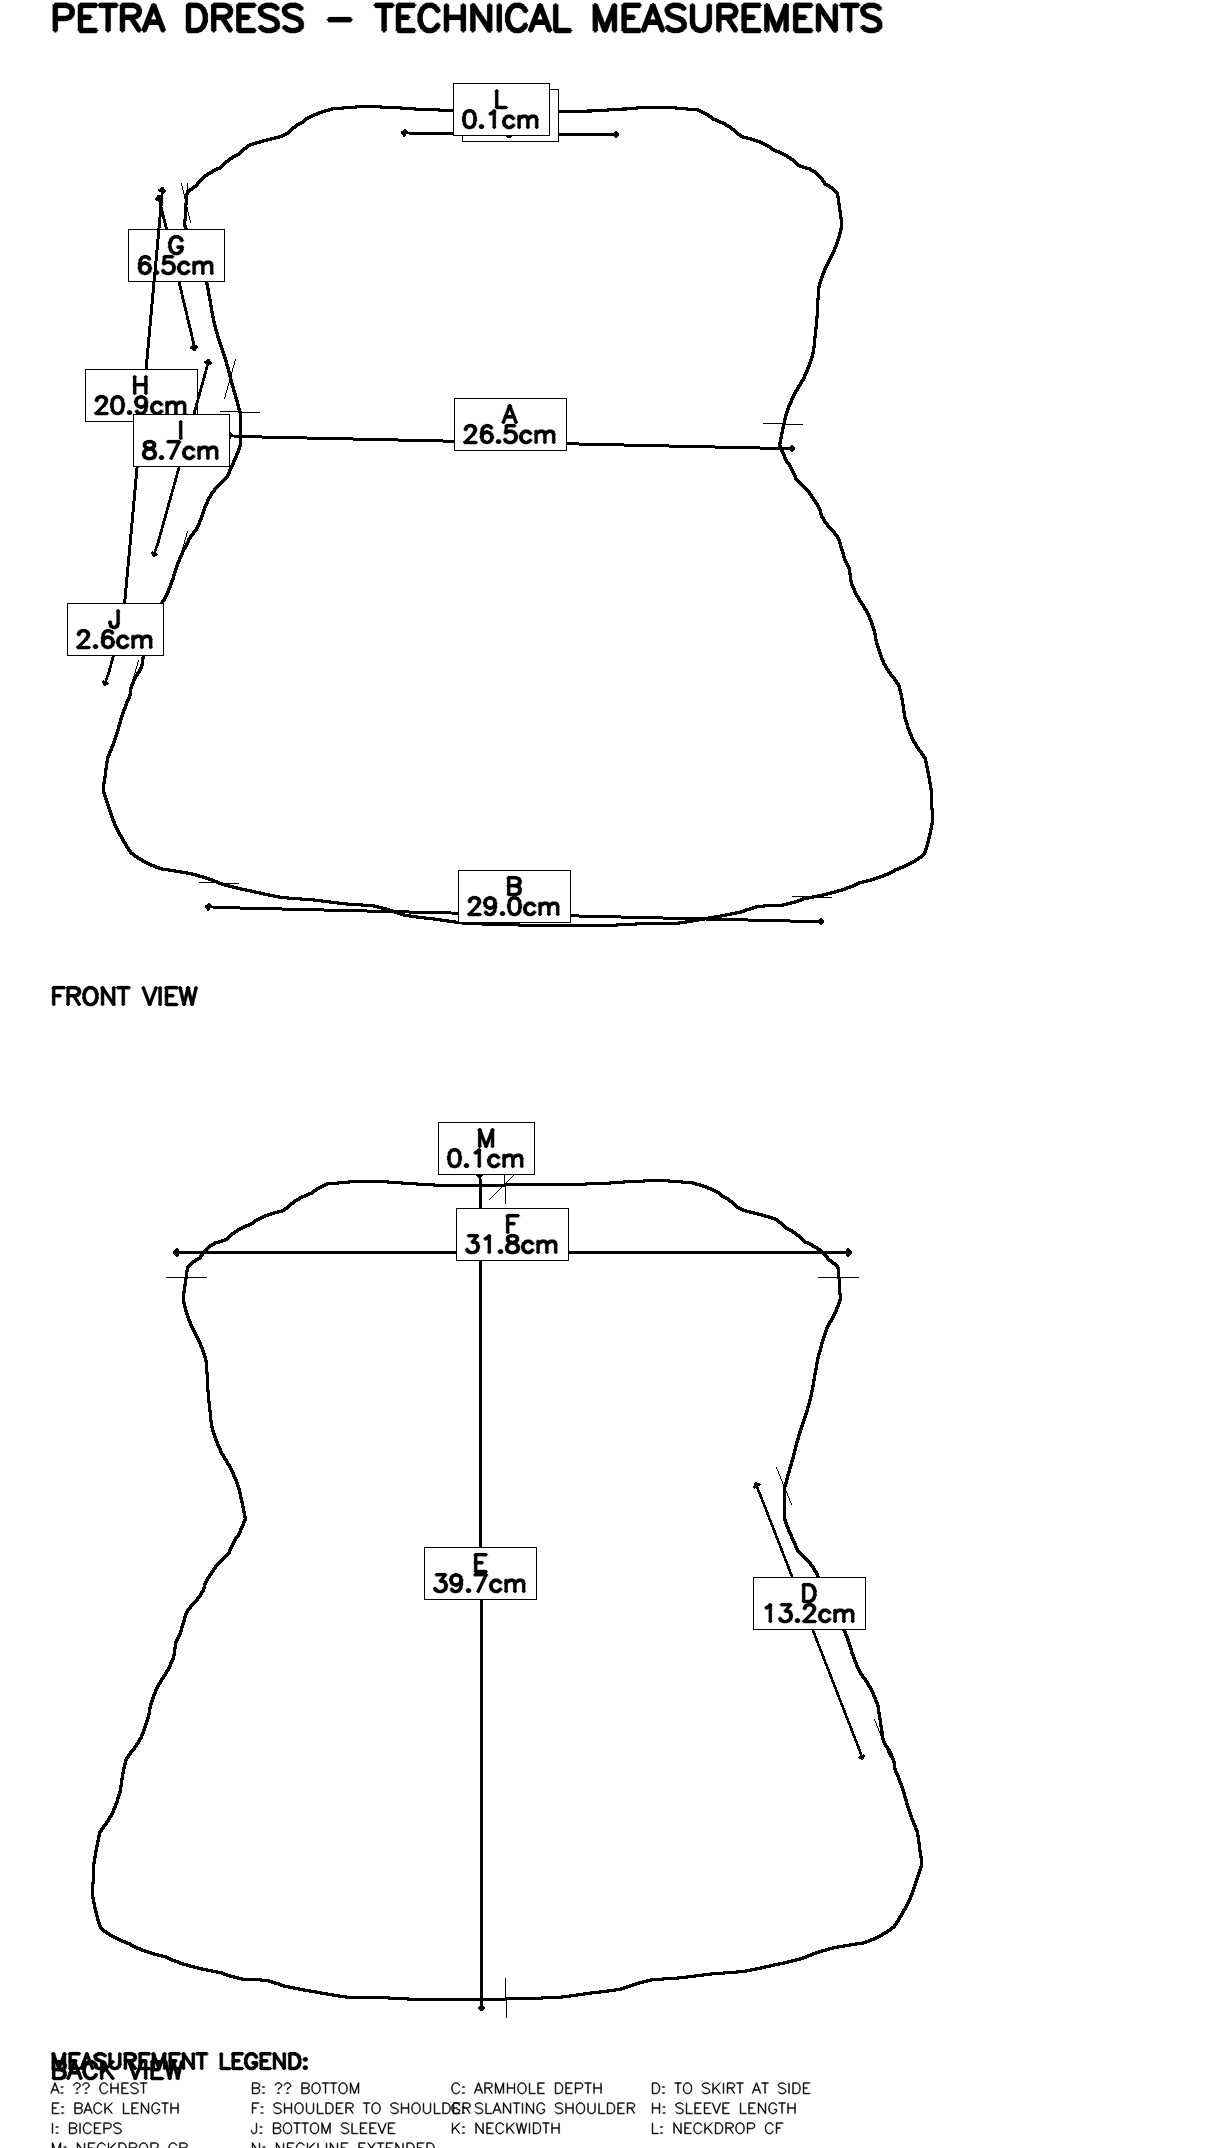 PETRA DRESS – TECHNICAL MEASUREMENTS
L
0.1cm
G
6.5cm
H
20.9cm
A
26.5cm
I
8.7cm
J
2.6cm
B
29.0cm
FRONT VIEW
M
0.1cm
F
31.8cm
E
39.7cm
D
13.2cm
MEASUREMENT LEGEND:
BACK VIEW
A: ?? CHEST B: ?? BOTTOM C: ARMHOLE DEPTH D: TO SKIRT AT SIDE
E: BACK LENGTH F: SHOULDER TO SHOULDER G: SLANTING SHOULDER H: SLEEVE LENGTH
I: BICEPS J: BOTTOM SLEEVE K: NECKWIDTH L: NECKDROP CF
M: NECKDROP CB N: NECKLINE EXTENDED